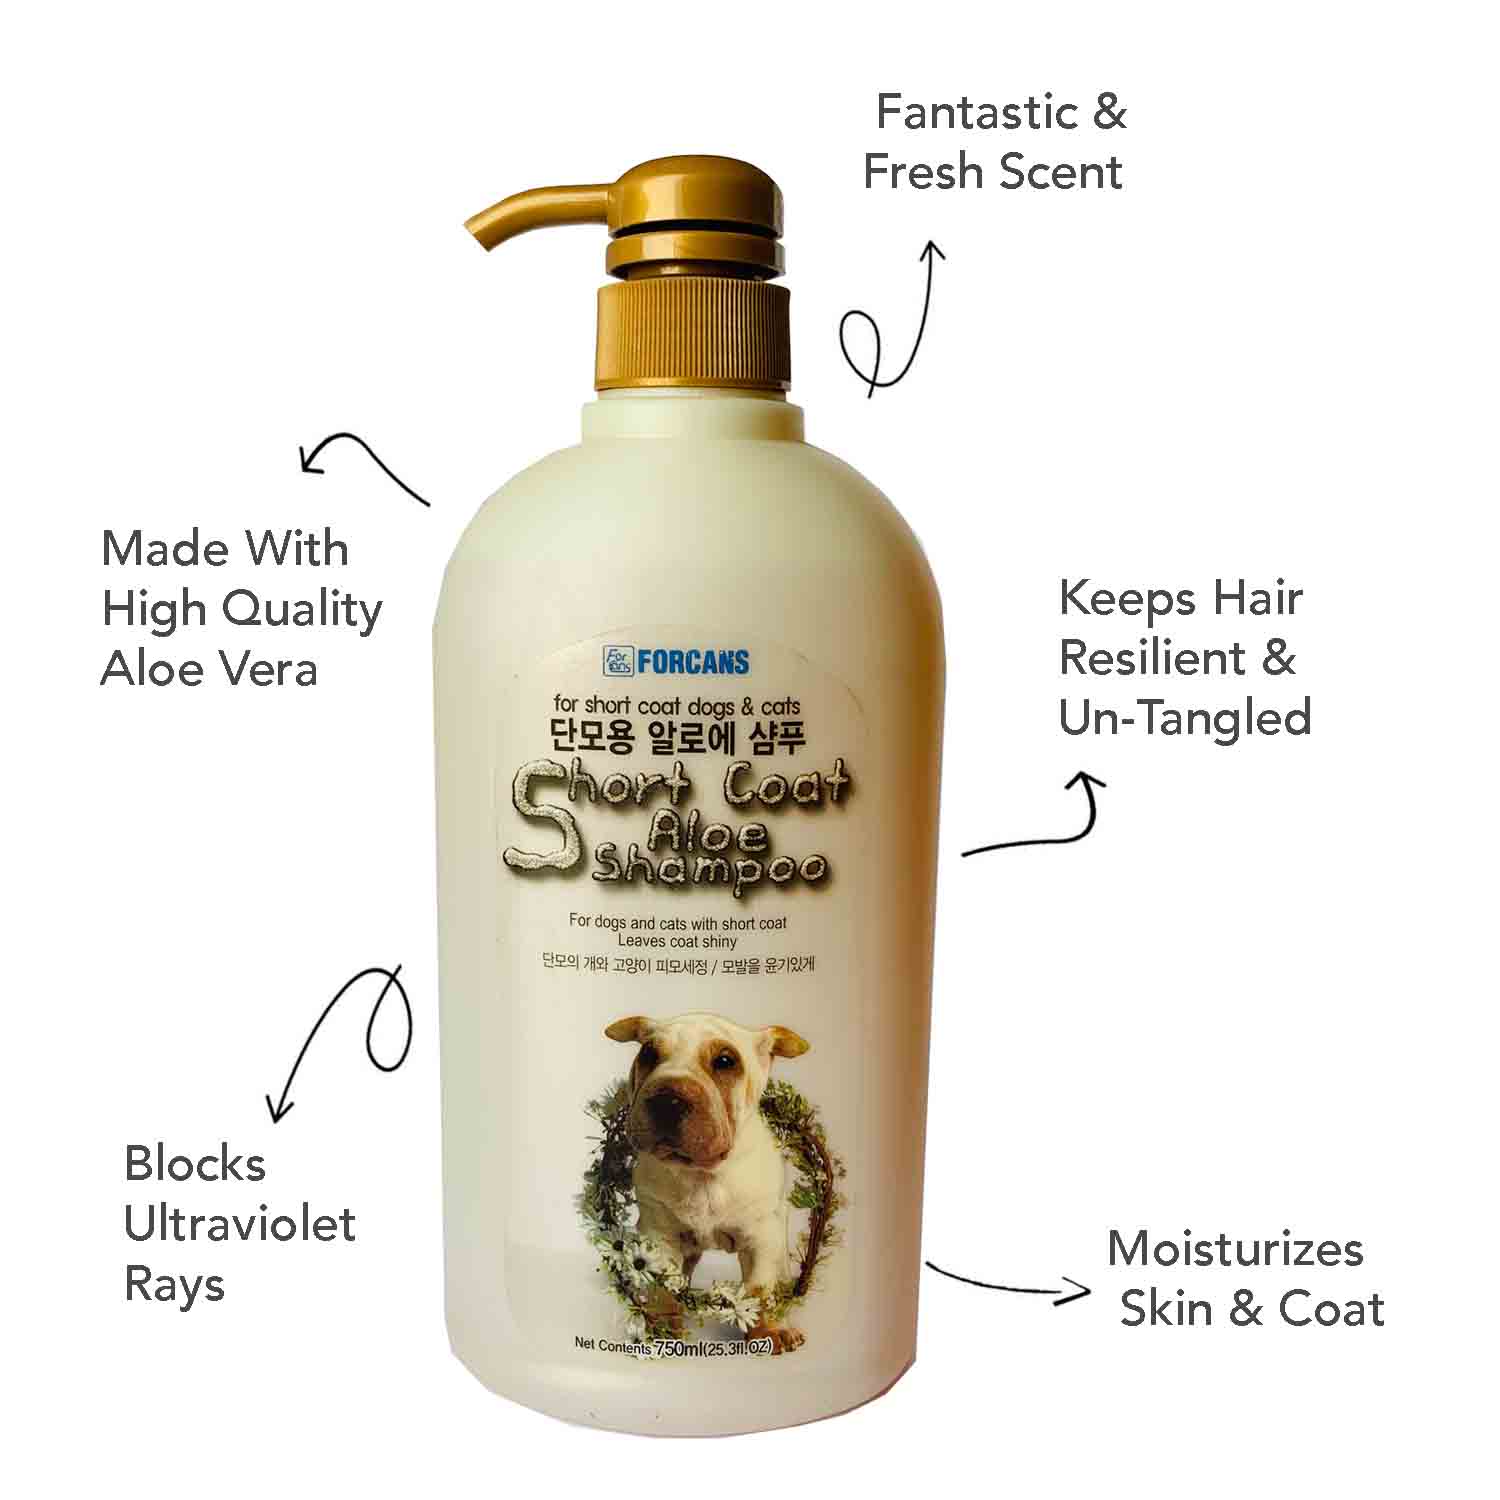 Fantastic &
Fresh Scent
Made With
High Quality
Aloe Vera
Keeps Hair
Resilient &
Un-Tangled
Blocks
Ultraviolet
Rays
Moisturizes
Skin & Coat
For
cans
FORCANS
for short coat dogs & cats
단모용 알로에 샴푸
Short Coat
Aloe
Shampoo
For dogs and cats with short coat
Leaves coat shiny
단모의 개와 고양이 피모세정 / 모발을 윤기있게
Net Contents 750ml(25.3fl.OZ)